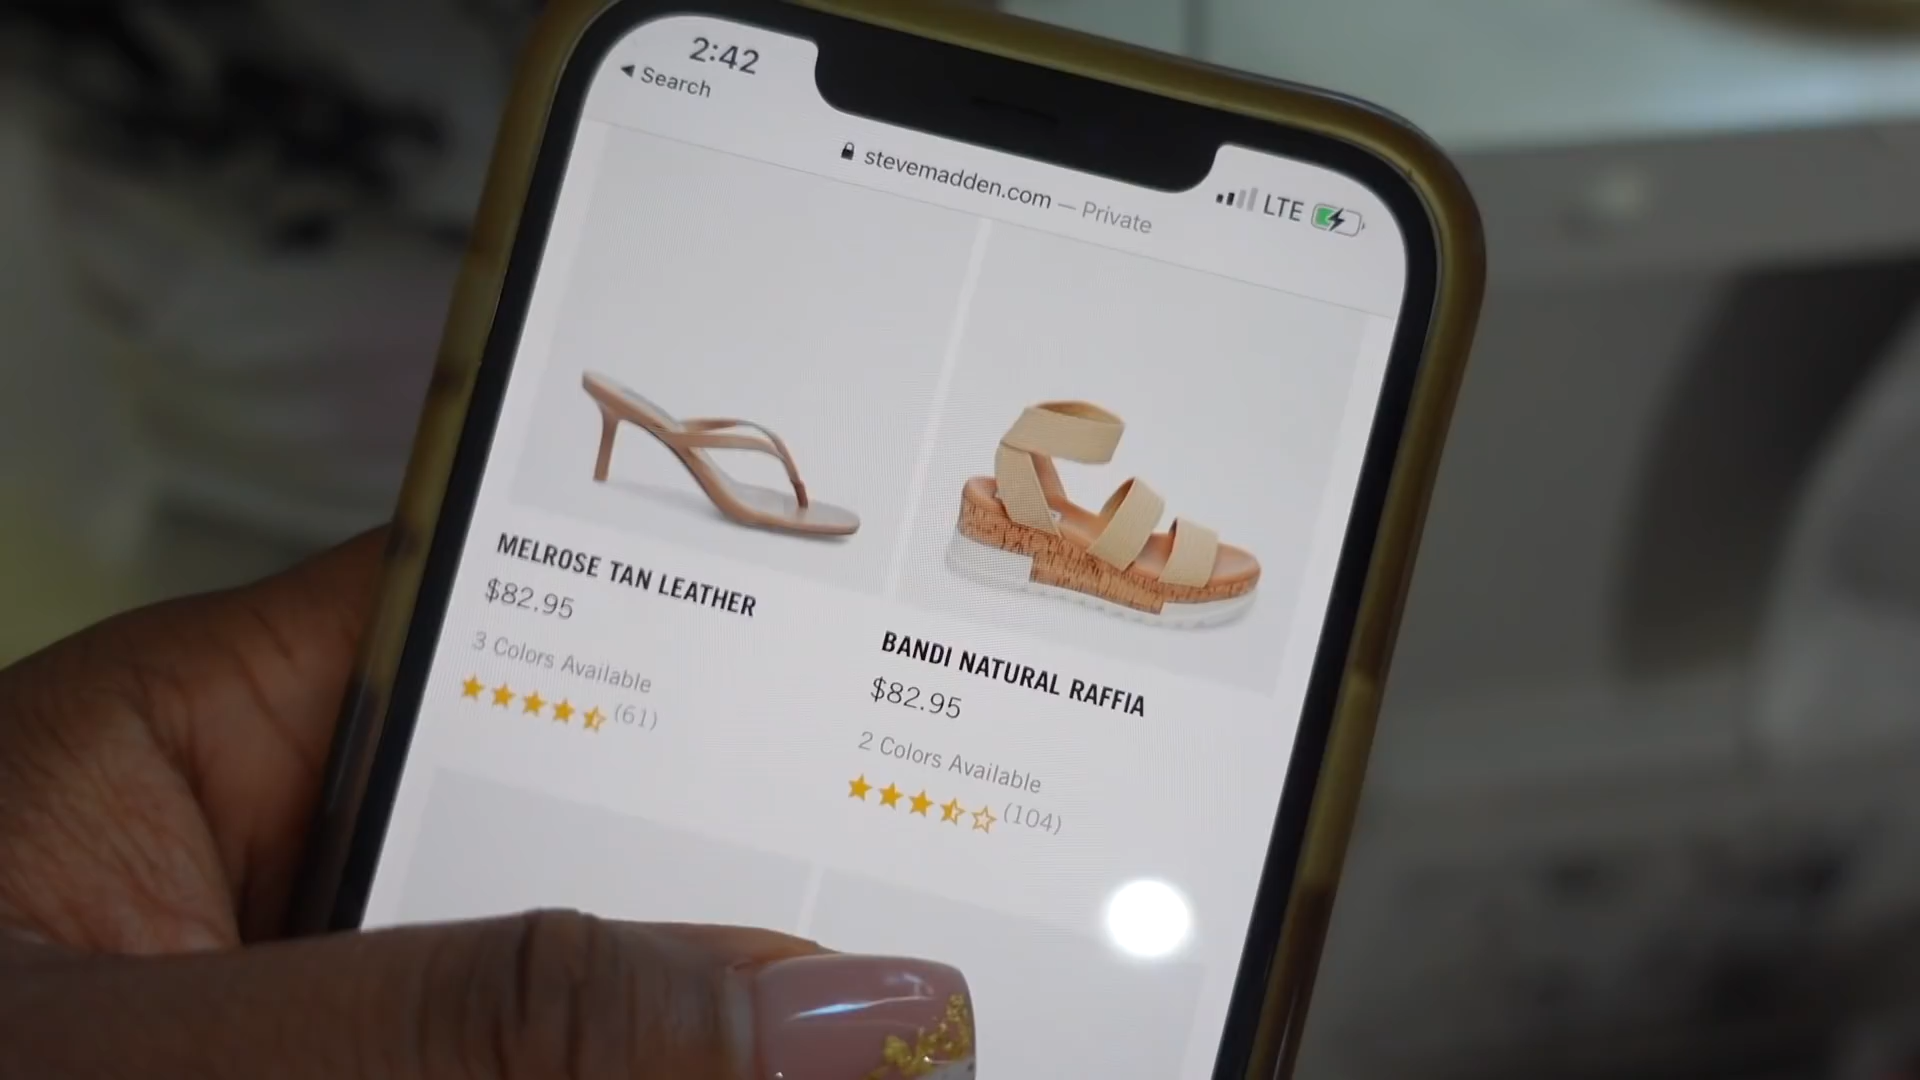 2:42
◀ Search
LTE
stevemadden.com — Private
MELROSE TAN LEATHER
$82.95
3 Colors Available
(61)
BANDI NATURAL RAFFIA
$82.95
2 Colors Available
(104)